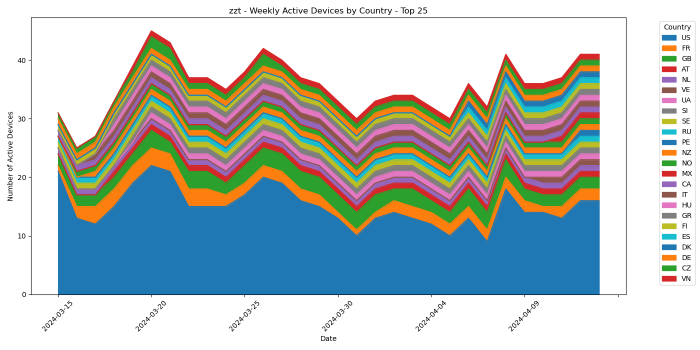 zzt - Weekly Active Devices by Country - Top 25
Number of Active Devices
40
30
20
10
0
2024-03-15
2024-03-20
2024-03-25
2024-03-30
2024-04-04
2024-04-09
Date
Country
US
FR
GB
AT
NL
VE
UA
SI
SE
RU
PE
NZ
NO
MX
CA
IT
HU
GR
FI
ES
DK
DE
CZ
VN